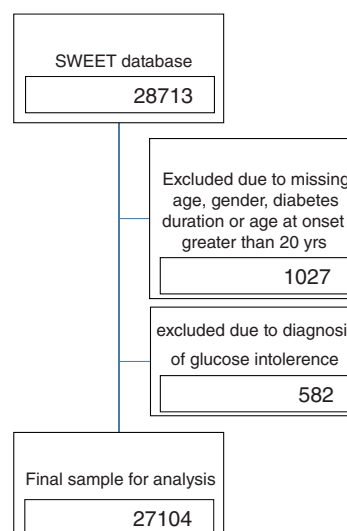 SWEET database
28713
Excluded due to missing
age, gender, diabetes
duration or age at onset
greater than 20 yrs
1027
excluded due to
of glucose intolerence
582
Final sample for analysis
27104